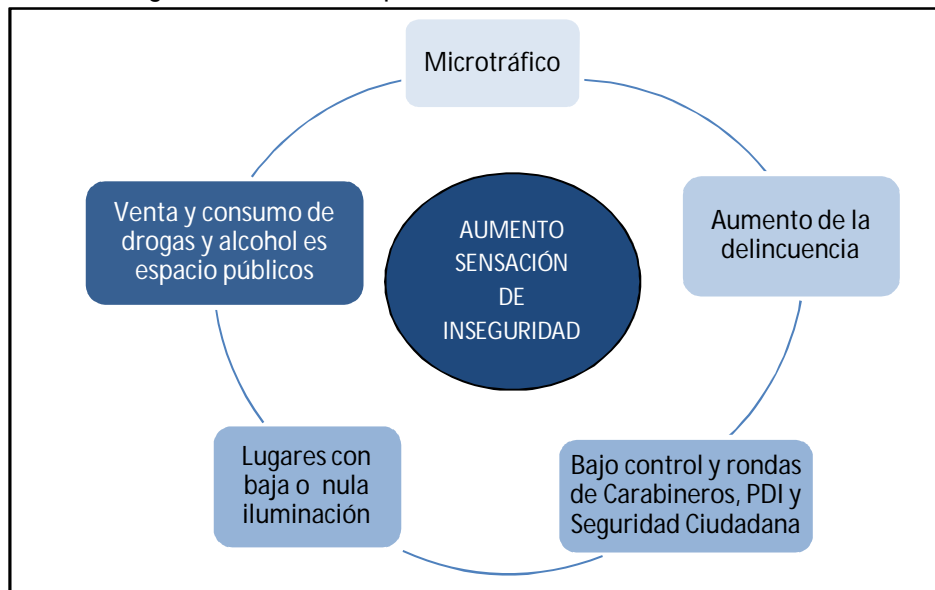 Microtráfico
Aumento de la
delincuencia
Bajo control y rondas
de Carabineros, PDI y
Seguridad Ciudadana
Lugares con
baja o nula
iluminación
Venta y consumo de
drogas y alcohol es
espacio públicos
AUMENTO
SENSACIÓN
DE
INSEGURIDAD